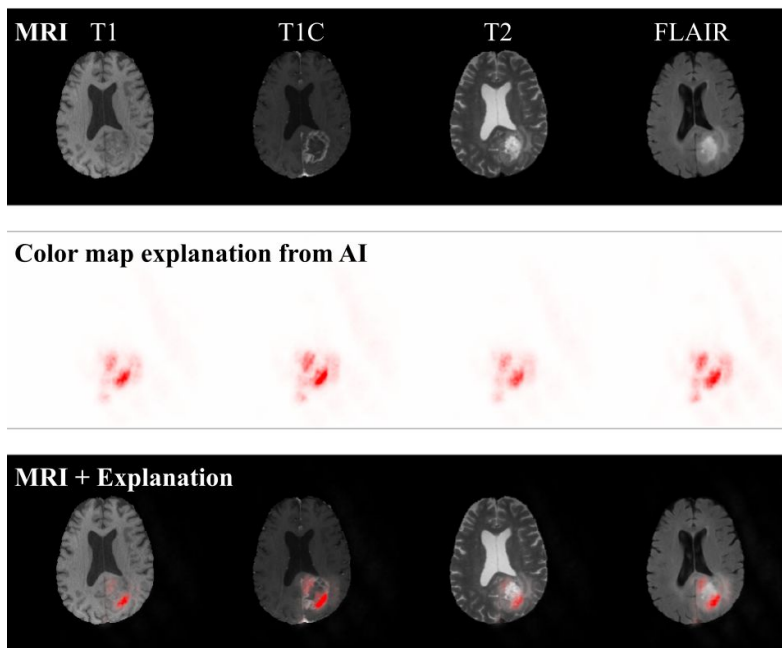 MRI T1 T1C T2 FLAIR
Color map explanation from AI
MRI + Explanation